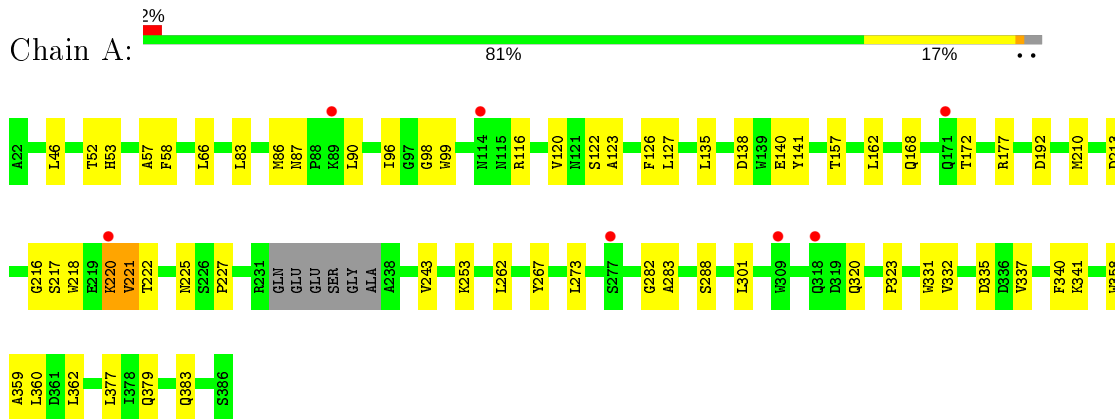 2%
Chain A:
81% 17% • •
A22 L46 T52 H53 A57 F58 L66 L83 M86 N87 P88 K89 L90 I96 G97 G98 W99 N114 N115 R116 V120 N121 S122 A123 F126 L127 L135 D138 W139 E140 Y141 T157 L162 Q168 Q171 T172 R177 D192 M210
G216 S217 W218 E219 K220 V221 T222 N225 S226 P227 R231 GLN GLU GLU SER GLY ALA A238 V243 K253 L262 Y267 L273 S277 G282 A283 S288 L301 W309 Q318 D319 Q320 P323 W331 V332 D335 D336 V337 F340 K341 W358
A359 L360 D361 L362 L377 I378 Q379 Q383 S386